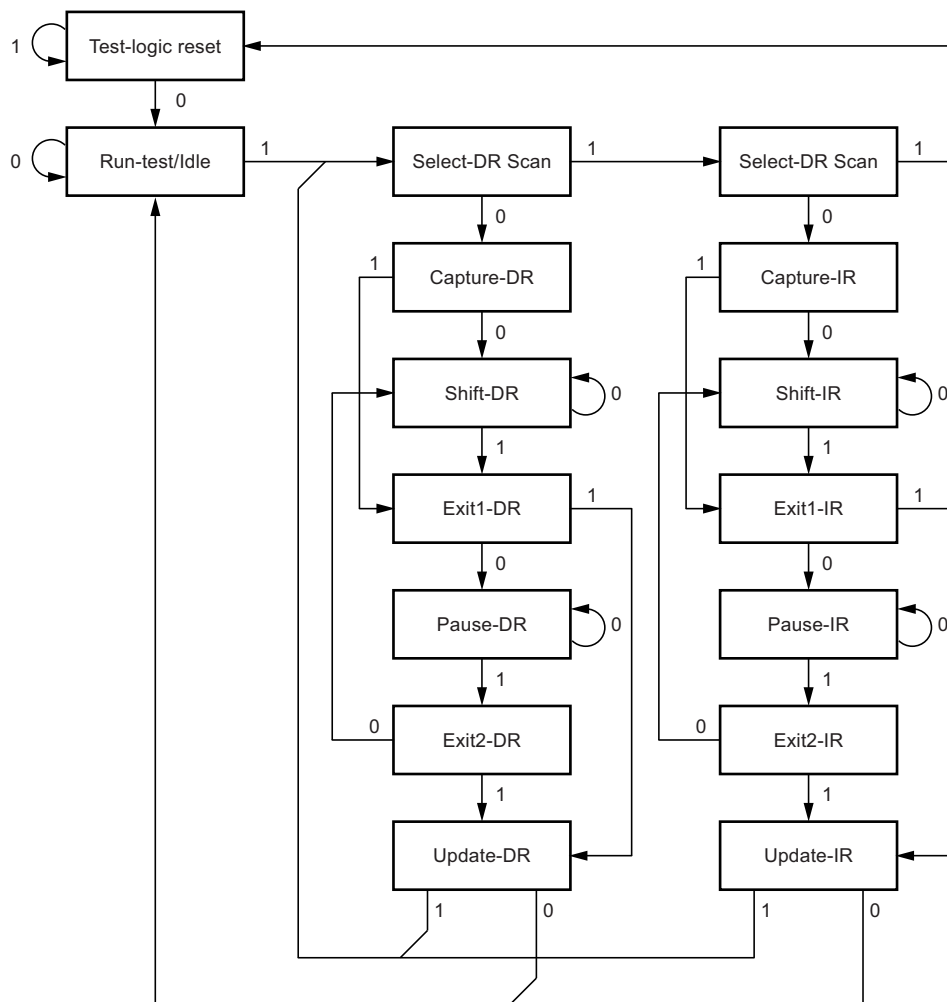 1
Test-logic reset
0
0
Run-test/Idle
1
Select-DR Scan
1
Select-DR Scan
1
0
0
1
Capture-DR
1
Capture-IR
0
0
Shift-DR
0
Shift-IR
0
1
1
Exit1-DR
1
Exit1-IR
1
0
0
Pause-DR
0
Pause-IR
0
1
1
0
Exit2-DR
0
Exit2-IR
1
1
Update-DR
Update-IR
1
0
1
0